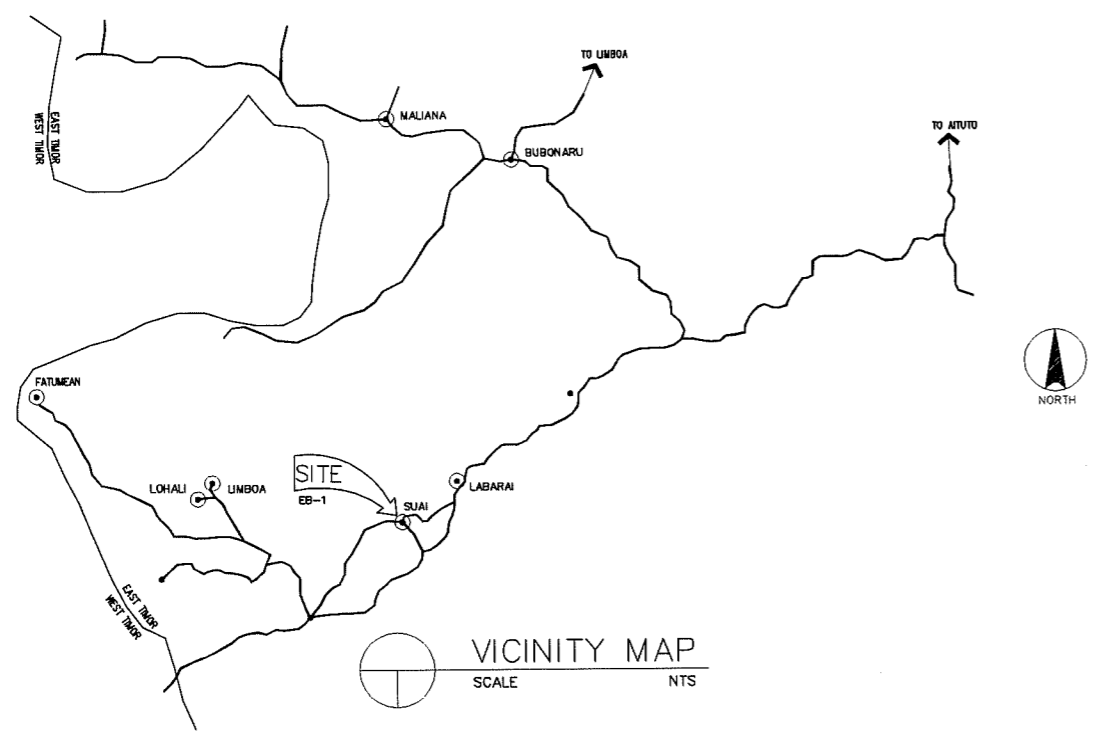 TO LIMBOA
MALIANA
BUBONARU
TO AITUTO
EAST TIMOR
WEST TIMOR
NORTH
FATUMEAN
LOHALI
LIMBOA
SITE
EB-1
LABARAI
SUAI
EAST TIMOR
WEST TIMOR
VICINITY MAP
SCALE NTS